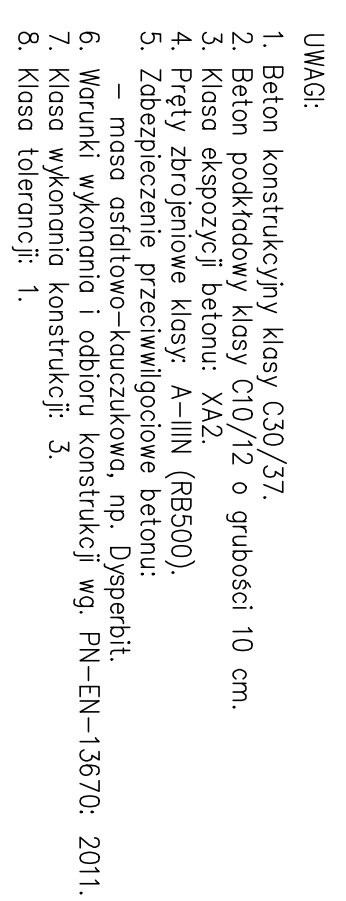 UWAGI:
1. Beton konstrukcyjny klasy C30/37.
2. Beton podkładowy klasy C10/12 o grubości 10 cm.
3. Klasa ekspozycji betonu: XA2.
4. Pręty zbrojeniowe klasy: A-IIIN (RB500).
5. Zabezpieczenie przeciwwilgociowe betonu:
- masa asfaltowo-kauczukowa, np. Dysperbit.
6. Warunki wykonania i odbioru konstrukcji wg. PN-EN-13670: 2011.
7. Klasa wykonania konstrukcji: 3.
8. Klasa tolerancji: 1.